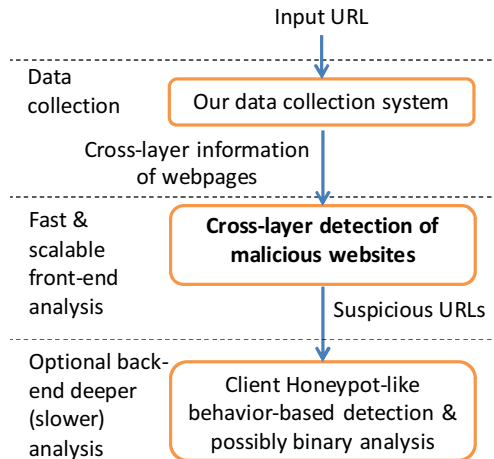 Input URL
Data
collection
Our data collection system
Cross-layer information
of webpages
Fast &
scalable
front-end
analysis
Cross-layer detection of
malicious websites
Suspicious URLs
Optional back-
end deeper
(slower)
analysis
Client Honeypot-like
behavior-based detection &
possibly binary analysis